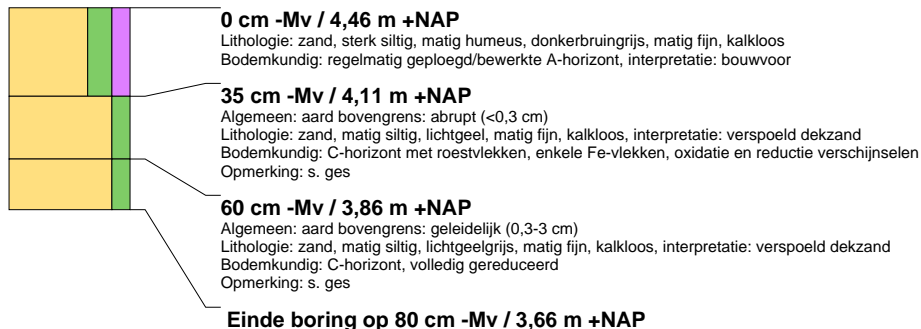 0 cm -Mv / 4,46 m +NAP
Lithologie: zand, sterk siltig, matig humeus, donkerbruingrijs, matig fijn, kalkloos
Bodemkundig: regelmatig geploegd/bewerkte A-horizont, interpretatie: bouwvoor
35 cm -Mv / 4,11 m +NAP
Algemeen: aard bovengrens: abrupt (<0,3 cm)
Lithologie: zand, matig siltig, lichtgeel, matig fijn, kalkloos, interpretatie: verspoeld dekzand
Bodemkundig: C-horizont met roestvlekken, enkele Fe-vlekken, oxidatie en reductie verschijnselen
Opmerking: s. ges
60 cm -Mv / 3,86 m +NAP
Algemeen: aard bovengrens: geleidelijk (0,3-3 cm)
Lithologie: zand, matig siltig, lichtgeelgrijs, matig fijn, kalkloos, interpretatie: verspoeld dekzand
Bodemkundig: C-horizont, volledig gereduceerd
Opmerking: s. ges
Einde boring op 80 cm -Mv / 3,66 m +NAP